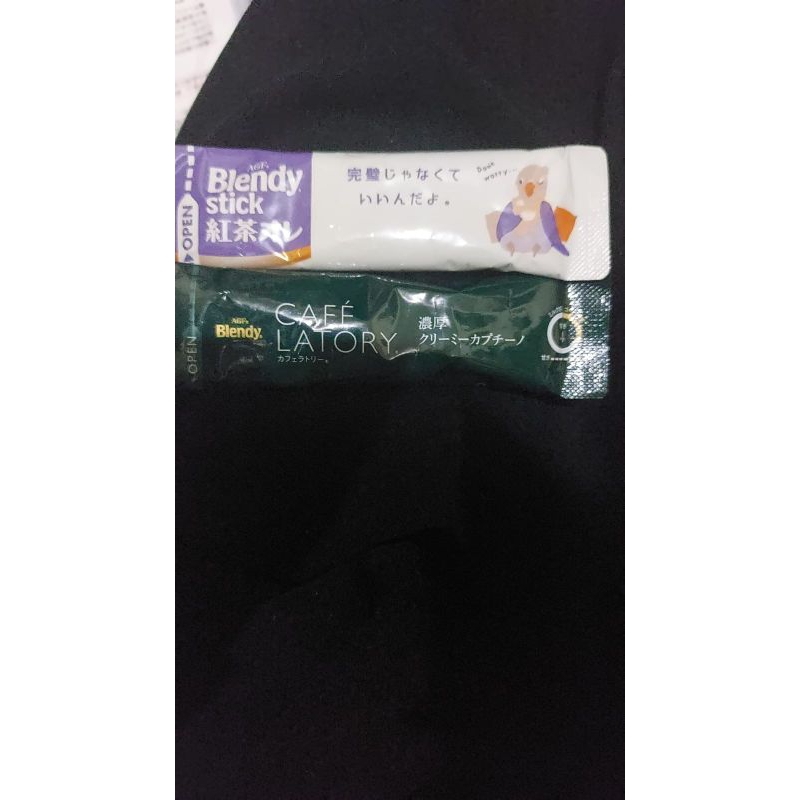 AGF
Blendy
stick
紅茶オレ
OPEN
完璧じゃなくて
いいんだよ。
Don't
worry..
AGF
Blendy
CAFÉ
LATORY
カフェラトリー
濃厚
クリーミーカプチーノ
OPEN